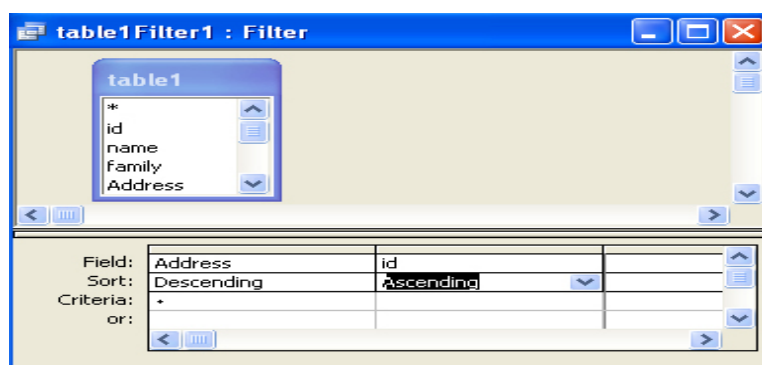 table1Filter1 : Filter
table1
*
id
name
family
Address
Field: Address id
Sort: Descending Ascending
Criteria:
or: